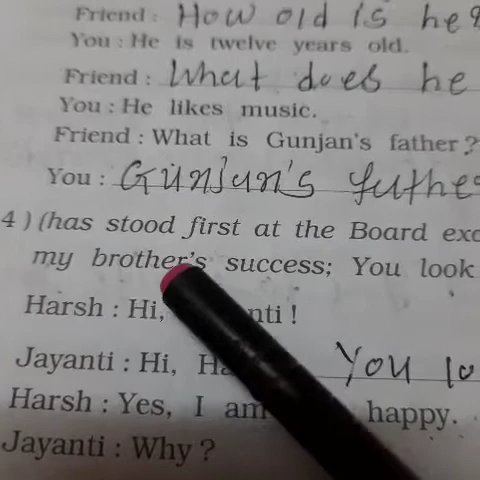 Friend : How old is he?
You : He is twelve years old.
Friend : What does he
You : He likes music.
Friend : What is Gunjan's father?
You : Gunjan's fathe
4 ) (has stood first at the Board exc
my brother's success; You look
Harsh : Hi, nti !
Jayanti : Hi, Ha You lo
Harsh : Yes, I am happy.
Jayanti : Why ?